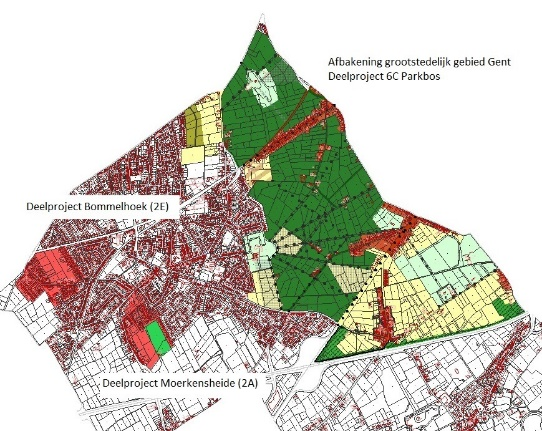 Afbakening grootstedelijk gebied Gent
Deelproject 6C Parkbos
Deelproject Bommelhoek (2E)
Deelproject Moerkensheide (2A)